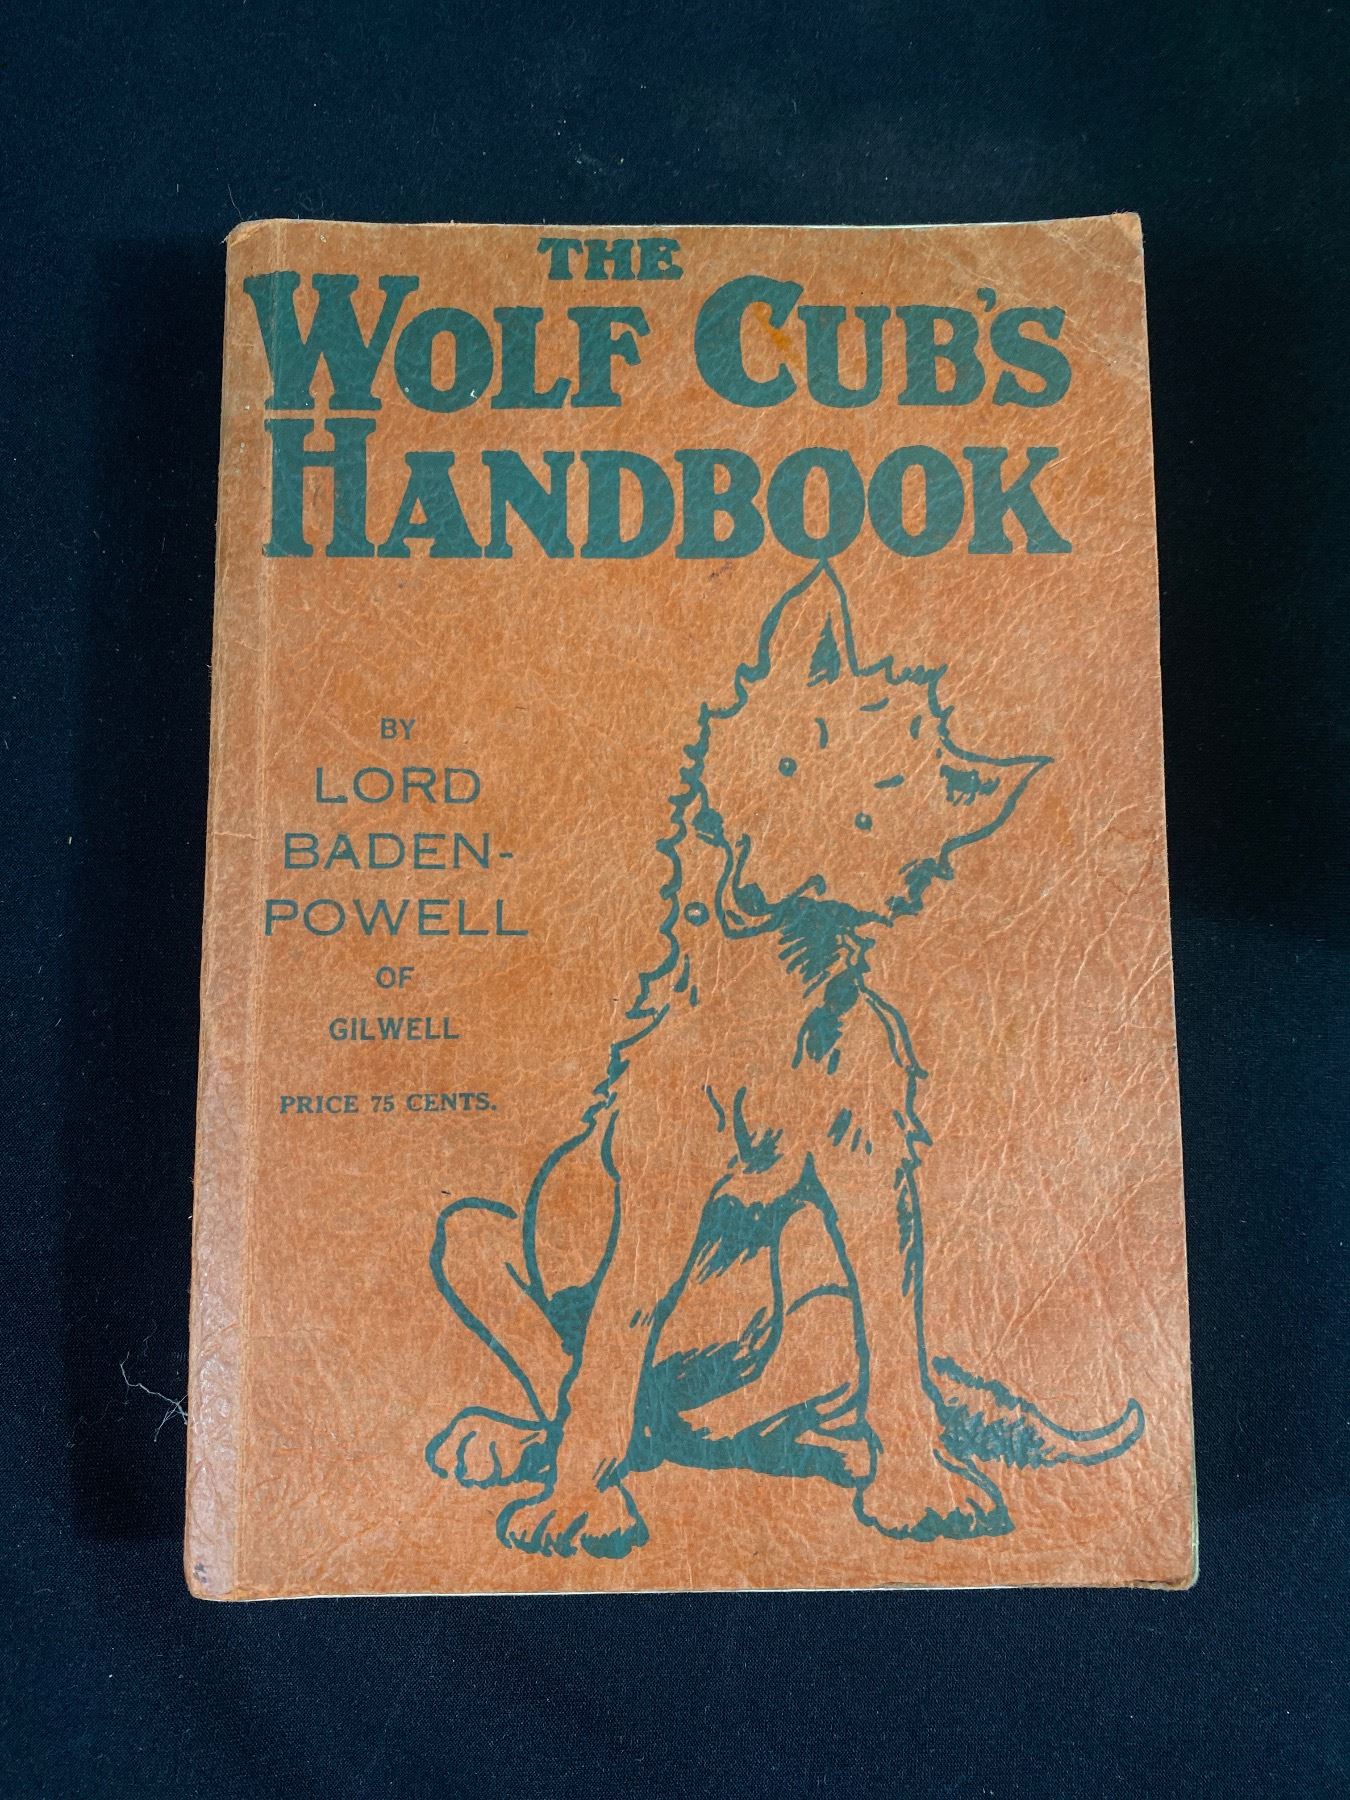 THE
WOLF CUB'S
HANDBOOK
BY
LORD
BADEN-
POWELL
OF
GILWELL
PRICE 75 CENTS.